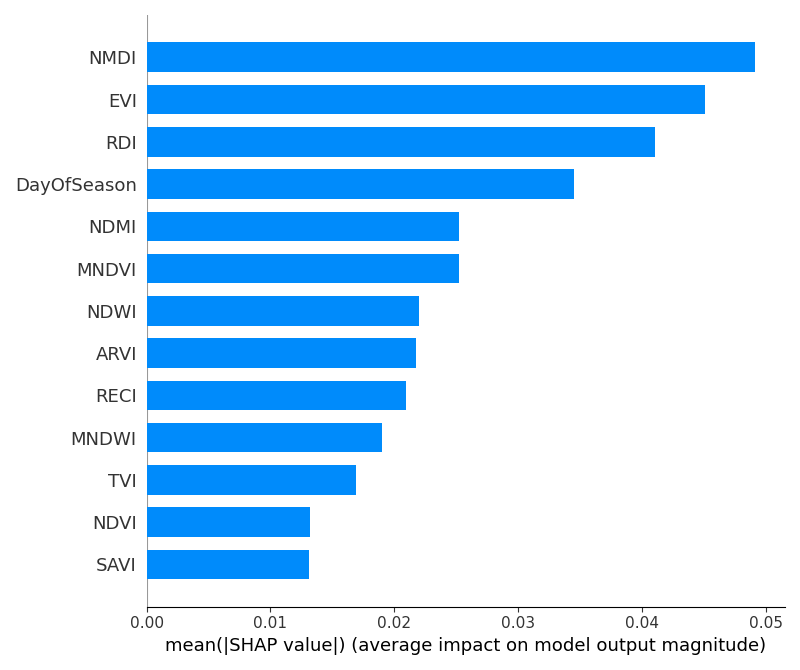 NMDI
EVI
RDI
DayOfSeason
NDMI
MNDVI
NDWI
ARVI
RECI
MNDWI
TVI
NDVI
SAVI
0.00 0.01 0.02 0.03 0.04 0.05
mean(|SHAP value|) (average impact on model output magnitude)